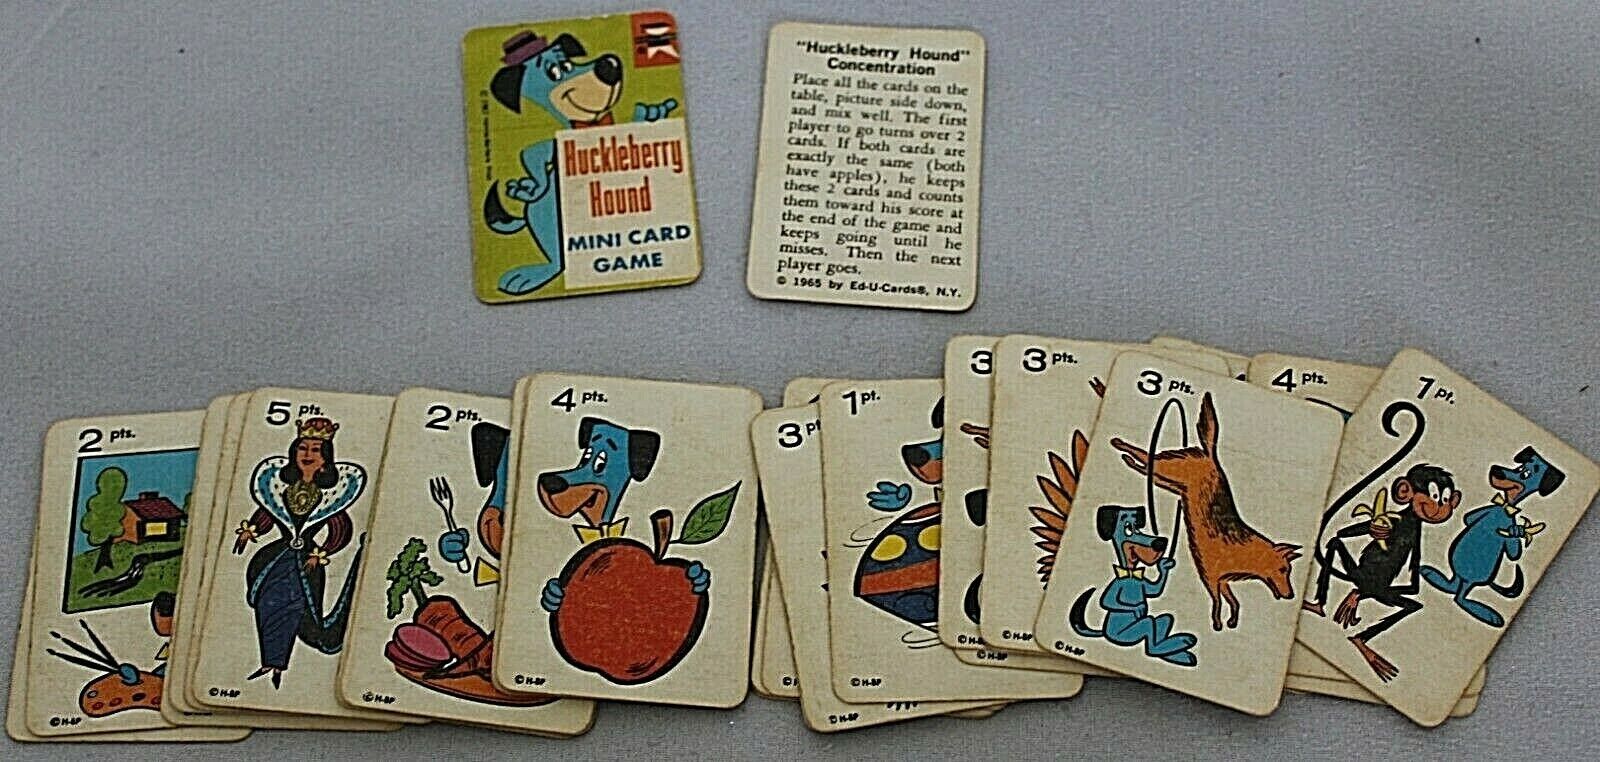 Huckleberry
Hound
MINI CARD
GAME
"Huckleberry Hound"
Concentration
Place all the cards on the
table, picture side down,
and mix well. The first
player to go turns over 2
cards. If both cards are
exactly the same (both
have apples), he keeps
these 2 cards and counts
them toward his score at
the end of the game and
keeps going until he
misses. Then the next
player goes.
© 1965 by Ed-U-Cards®, N.Y.
2 pts.
©H-BP
5 pts.
©H-BP
2 pts.
©H-BP
4 pts.
©H-BP
3 pt
©H
1 pt.
©H-BP
©H-BP
3
©H-BP
3 pts.
©H-BP
3 pts.
©H-BP
4 pts.
1 pt.